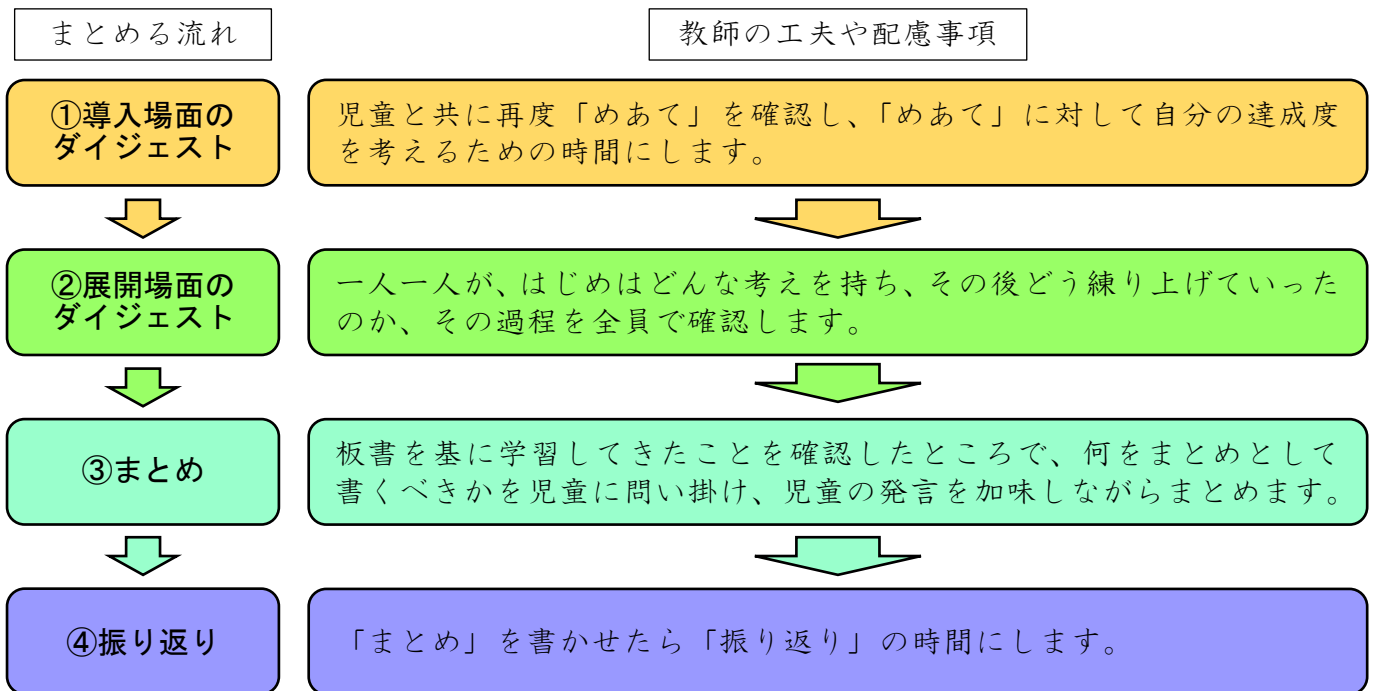 まとめる流れ
教師の工夫や配慮事項
①導入場面の
ダイジェスト
児童と共に再度「めあて」を確認し、「めあて」に対して自分の達成度
を考えるための時間にします。
②展開場面の
ダイジェスト
一人一人が、はじめはどんな考えを持ち、その後どう練り上げていった
のか、その過程を全員で確認します。
③まとめ
板書を基に学習してきたことを確認したところで、何をまとめとして
書くべきかを児童に問い掛け、児童の発言を加味しながらまとめます。
④振り返り
「まとめ」を書かせたら「振り返り」の時間にします。